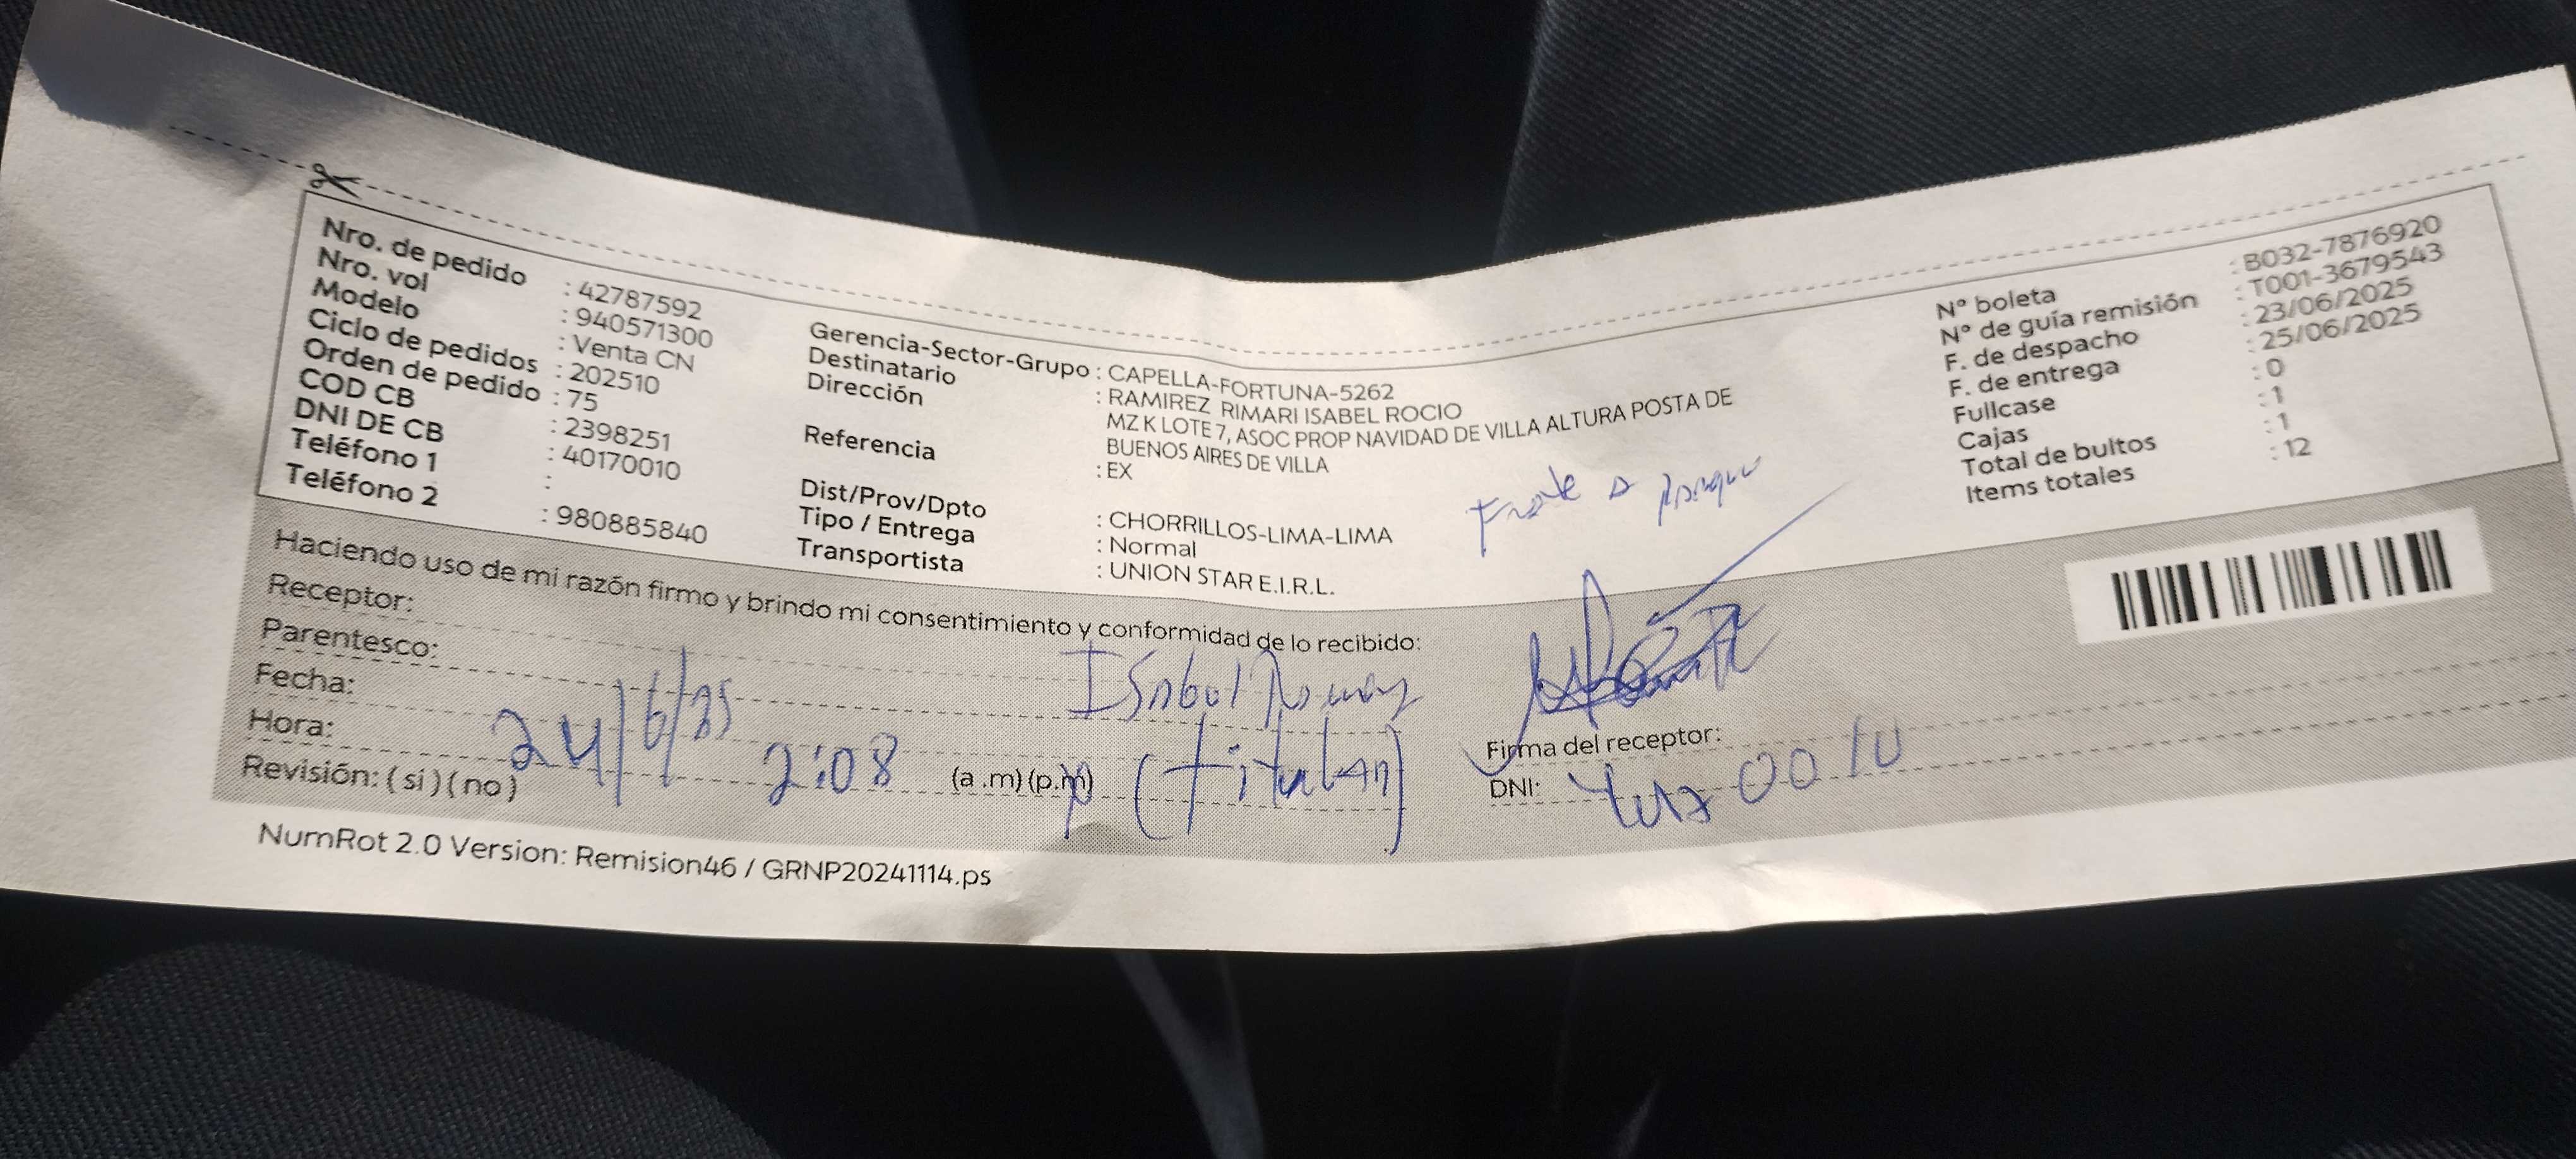 Nro. de pedido : 42787592
Nro. vol : 940571300
Modelo : Venta CN
Ciclo de pedidos : 202510
Orden de pedido : 75
COD CB : 2398251
DNI DE CB : 40170010
Teléfono 1 :
Teléfono 2 : 980885840
Gerencia-Sector-Grupo : CAPELLA-FORTUNA-5262
Destinatario : RAMIREZ RIMARI ISABEL ROCIO
Dirección MZ K LOTE 7, ASOC PROP NAVIDAD DE VILLA ALTURA POSTA DE
BUENOS AIRES DE VILLA
Referencia : EX
Dist/Prov/Dpto : CHORRILLOS-LIMA-LIMA
Tipo / Entrega : Normal
Transportista : UNION STAR E.I.R.L.
N° boleta : B032-7876920
N° de guía remisión : T001-3679543
F. de despacho : 23/06/2025
F. de entrega : 25/06/2025
Fullcase : 0
Cajas : 1
Total de bultos : 1
Items totales : 12
Haciendo uso de mi razón firmo y brindo mi consentimiento y conformidad de lo recibido:
Receptor: Isabel
Parentesco: (titular)
Fecha: 24/6/25
Hora: 2:08 (a .m) (p.m)
Revisión: ( si ) ( no )
Firma del receptor:
DNI:
NumRot 2.0 Version: Remision46 / GRNP20241114.ps